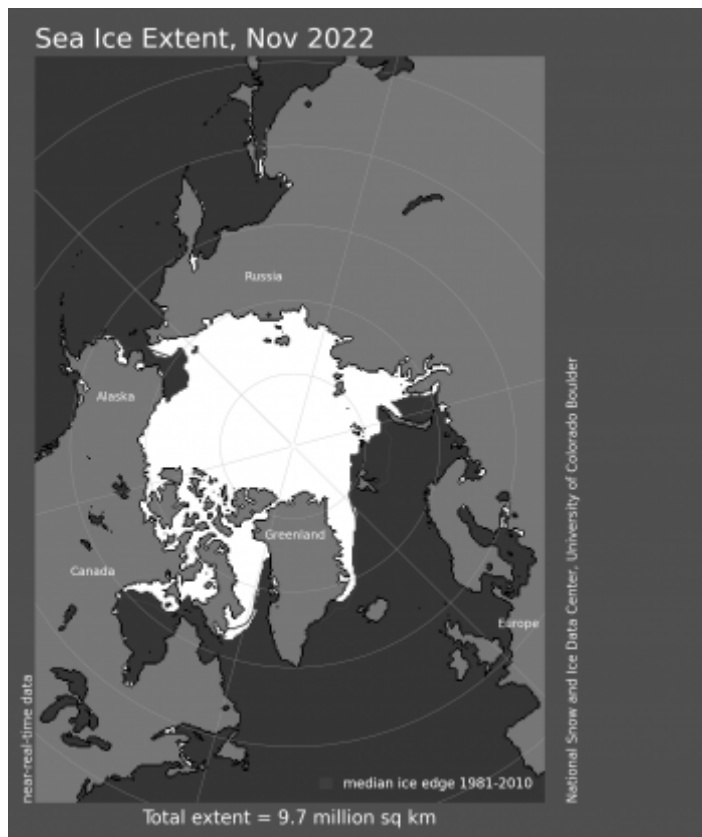 Sea Ice Extent, Nov 2022
Russia
Alaska
Greenland
Canada
Europe
near-real-time data
National Snow and Ice Data Center, University of Colorado Boulder
median ice edge 1981-2010
Total extent = 9.7 million sq km